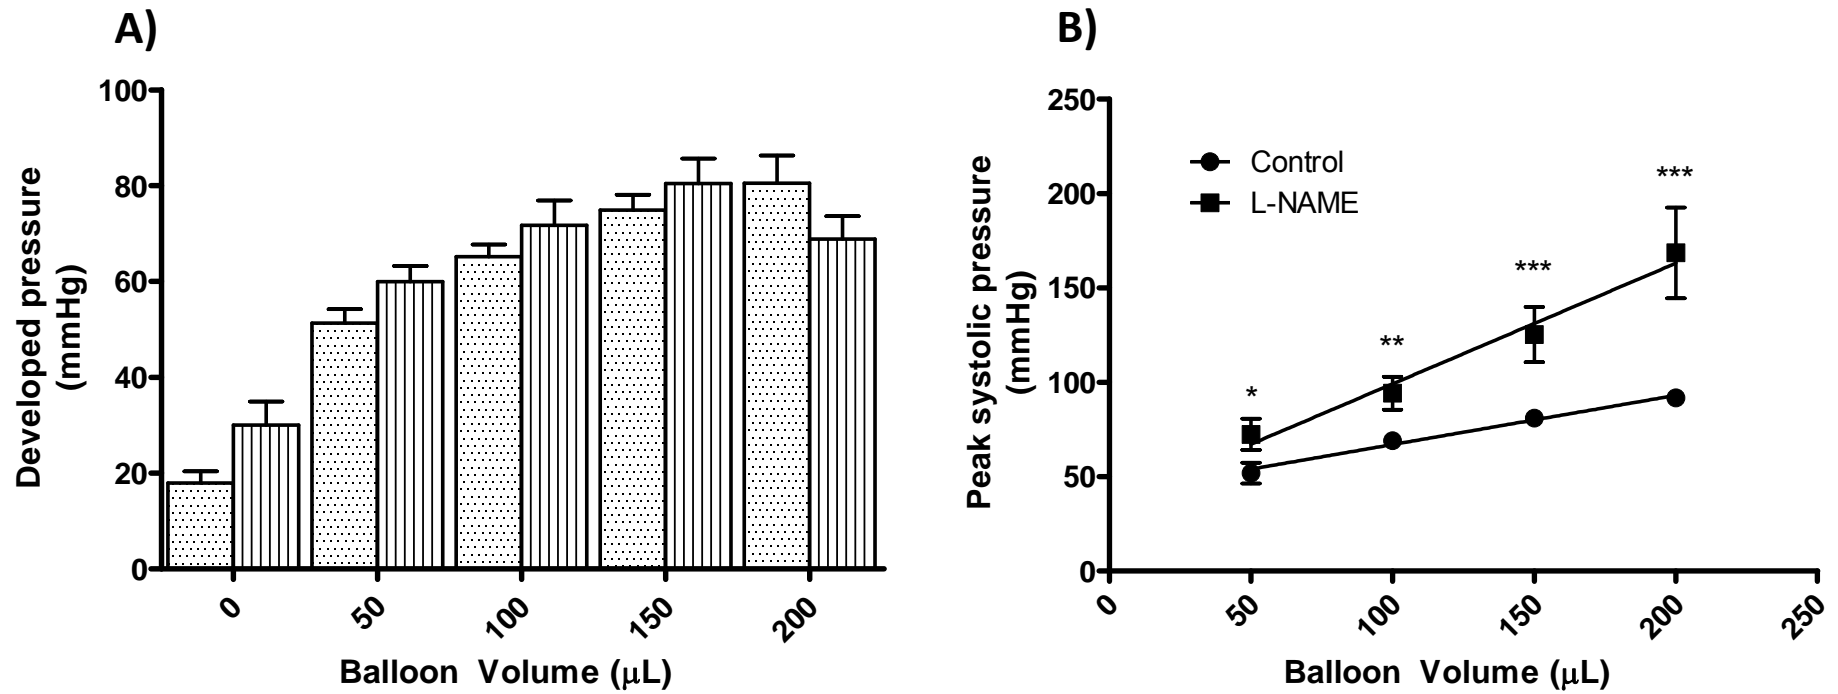 A)
Developed pressure
(mmHg)
100
80
60
40
20
0
0
50
100
150
200
Balloon Volume (μL)
B)
Peak systolic pressure
(mmHg)
250
200
150
100
50
0
Control
L-NAME
*
**
***
***
0
50
100
150
200
250
Balloon Volume (μL)